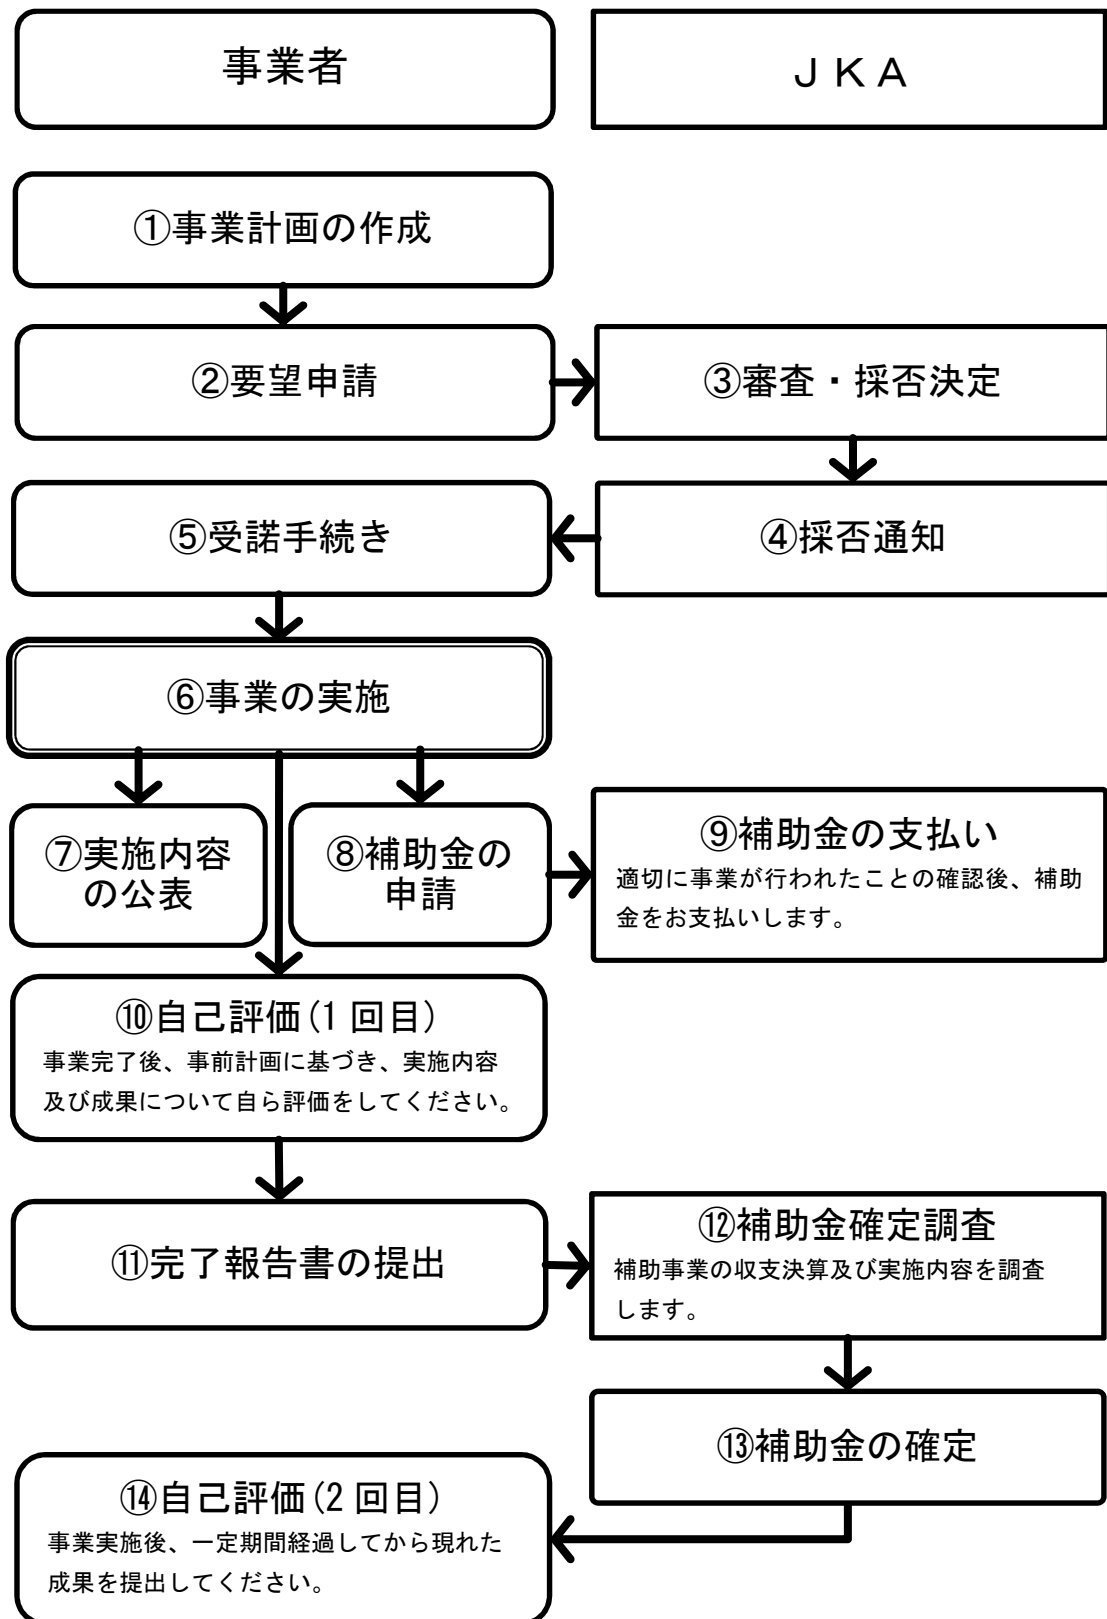 事業者
ＪＫＡ
①事業計画の作成
②要望申請
③審査・採否決定
⑤受諾手続き
④採否通知
⑥事業の実施
⑦実施内容
の公表
⑧補助金の
申請
⑨補助金の支払い
適切に事業が行われたことの確認後、補助
金をお支払いします。
⑩自己評価(1回目)
事業完了後、事前計画に基づき、実施内容
及び成果について自ら評価をしてください。
⑪完了報告書の提出
⑫補助金確定調査
補助事業の収支決算及び実施内容を調査
します。
⑬補助金の確定
⑭自己評価(2回目)
事業実施後、一定期間経過してから現れた
成果を提出してください。